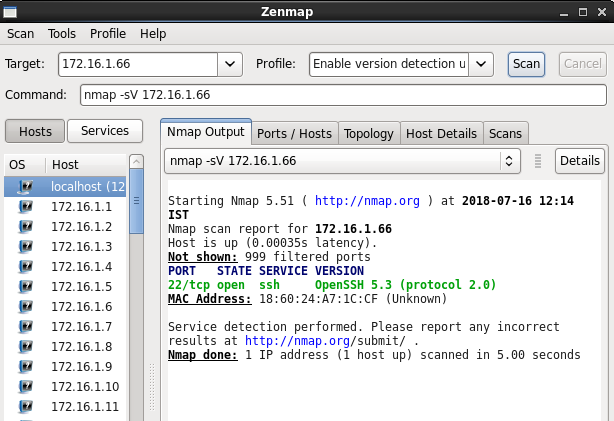 Zenmap
Scan Tools Profile Help
Target: 172.16.1.66 Profile: Enable version detection u Scan Cancel
Command: nmap -sV 172.16.1.66
Hosts Services
Nmap Output Ports / Hosts Topology Host Details Scans
OS Host
nmap -sV 172.16.1.66 Details
localhost (12
172.16.1.1
172.16.1.2
172.16.1.3
172.16.1.4
172.16.1.5
172.16.1.6
172.16.1.7
172.16.1.8
172.16.1.9
172.16.1.10
172.16.1.11
Starting Nmap 5.51 ( http://nmap.org ) at 2018-07-16 12:14
IST
Nmap scan report for 172.16.1.66
Host is up (0.00035s latency).
Not shown: 999 filtered ports
PORT STATE SERVICE VERSION
22/tcp open ssh OpenSSH 5.3 (protocol 2.0)
MAC Address: 18:60:24:A7:1C:CF (Unknown)
Service detection performed. Please report any incorrect
results at http://nmap.org/submit/ .
Nmap done: 1 IP address (1 host up) scanned in 5.00 seconds